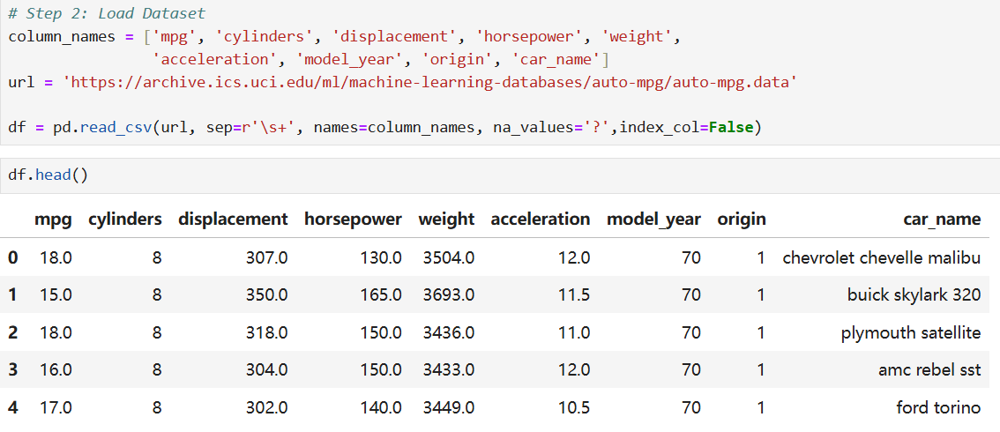 # Step 2: Load Dataset
column_names = ['mpg', 'cylinders', 'displacement', 'horsepower', 'weight',
'acceleration', 'model_year', 'origin', 'car_name']
url = 'https://archive.ics.uci.edu/ml/machine-learning-databases/auto-mpg/auto-mpg.data'
df = pd.read_csv(url, sep=r'\s+', names=column_names, na_values='?',index_col=False)
df.head()
mpg cylinders displacement horsepower weight acceleration model_year origin car_name
0 18.0 8 307.0 130.0 3504.0 12.0 70 1 chevrolet chevelle malibu
1 15.0 8 350.0 165.0 3693.0 11.5 70 1 buick skylark 320
2 18.0 8 318.0 150.0 3436.0 11.0 70 1 plymouth satellite
3 16.0 8 304.0 150.0 3433.0 12.0 70 1 amc rebel sst
4 17.0 8 302.0 140.0 3449.0 10.5 70 1 ford torino